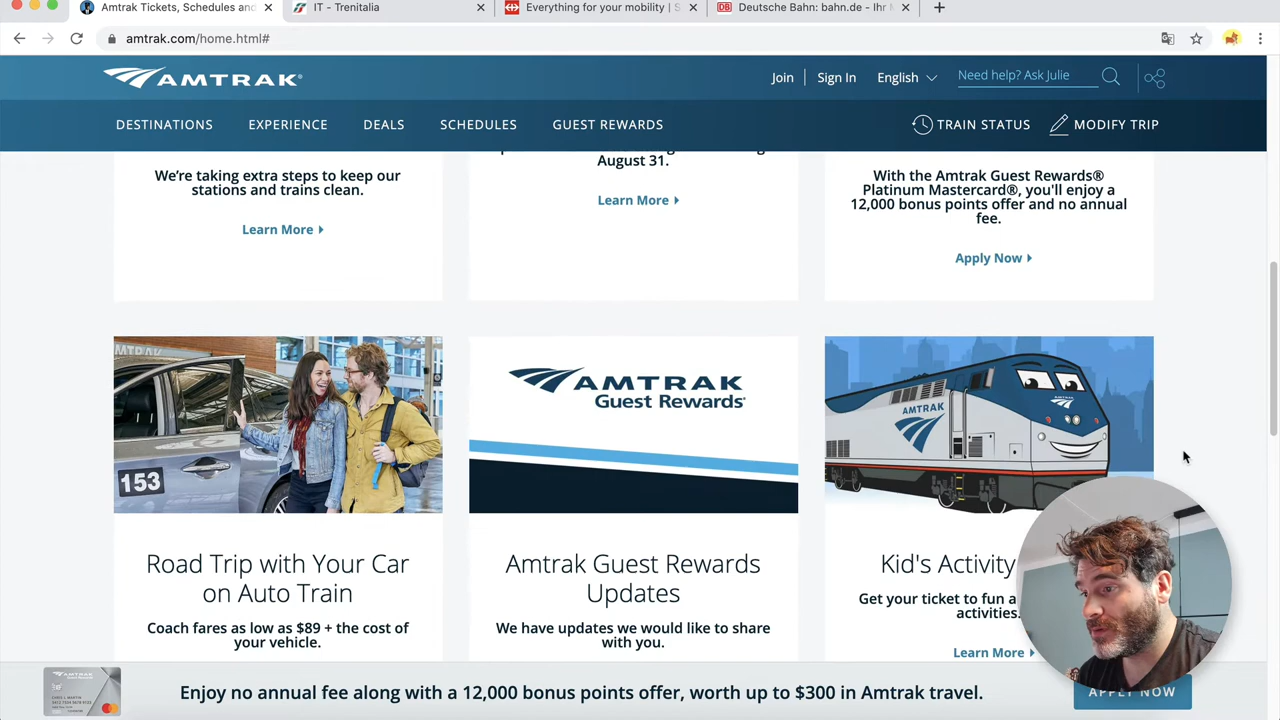 Amtrak Tickets, Schedules and
IT - Trenitalia
Everything for your mobility | S
Deutsche Bahn: bahn.de - Ihr M
amtrak.com/home.html#
AMTRAK
Join
Sign In
English
Need help? Ask Julie
DESTINATIONS
EXPERIENCE
DEALS
SCHEDULES
GUEST REWARDS
TRAIN STATUS
MODIFY TRIP
We're taking extra steps to keep our
stations and trains clean.
Learn More
August 31.
Learn More
With the Amtrak Guest Rewards®
Platinum Mastercard®, you'll enjoy a
12,000 bonus points offer and no annual
fee.
Apply Now
AMTRAK
153
AMTRAK
Guest Rewards®
AMTRAK
Road Trip with Your Car
on Auto Train
Coach fares as low as $89 + the cost of
your vehicle.
Amtrak Guest Rewards
Updates
We have updates we would like to share
with you.
Kid's Activity
Get your ticket to fun a
activities.
Learn More
Enjoy no annual fee along with a 12,000 bonus points offer, worth up to $300 in Amtrak travel.
APPLY NOW